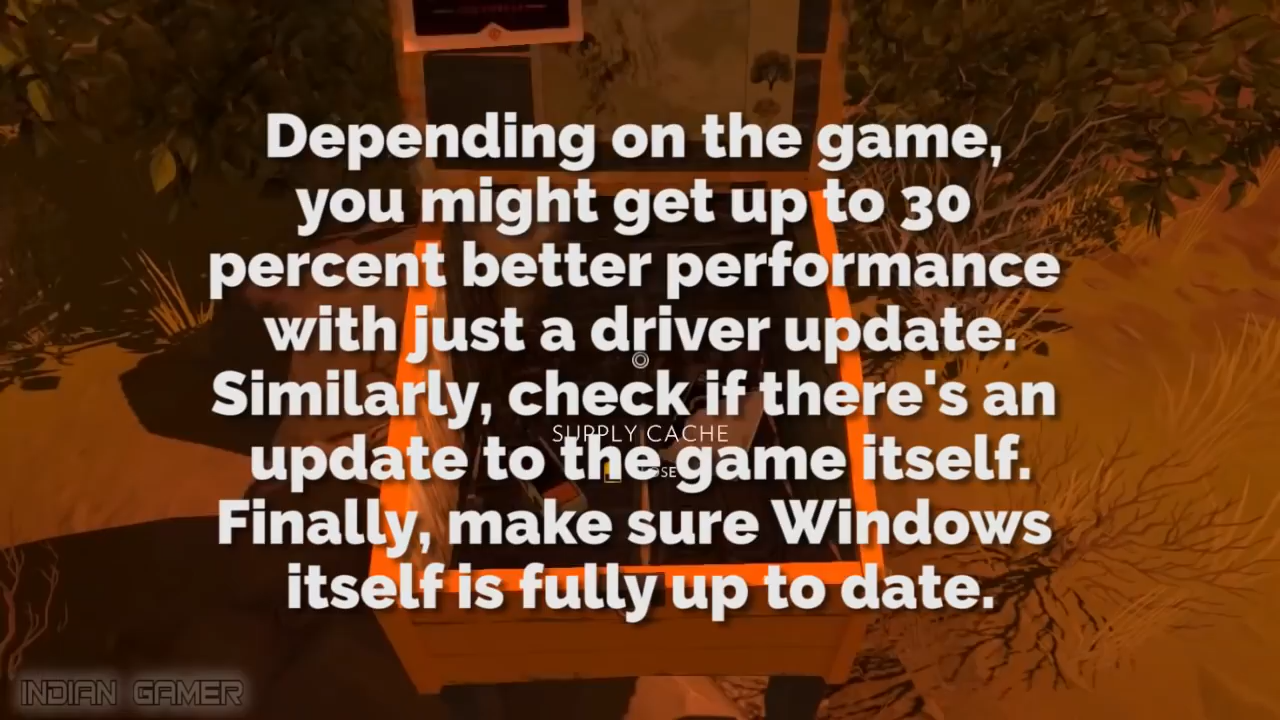 Depending on the game,
you might get up to 30
percent better performance
with just a driver update.
Similarly, check if there's an
SUPPLY CACHE
update to the game itself.
Finally, make sure Windows
itself is fully up to date.
INDIAN GAMER